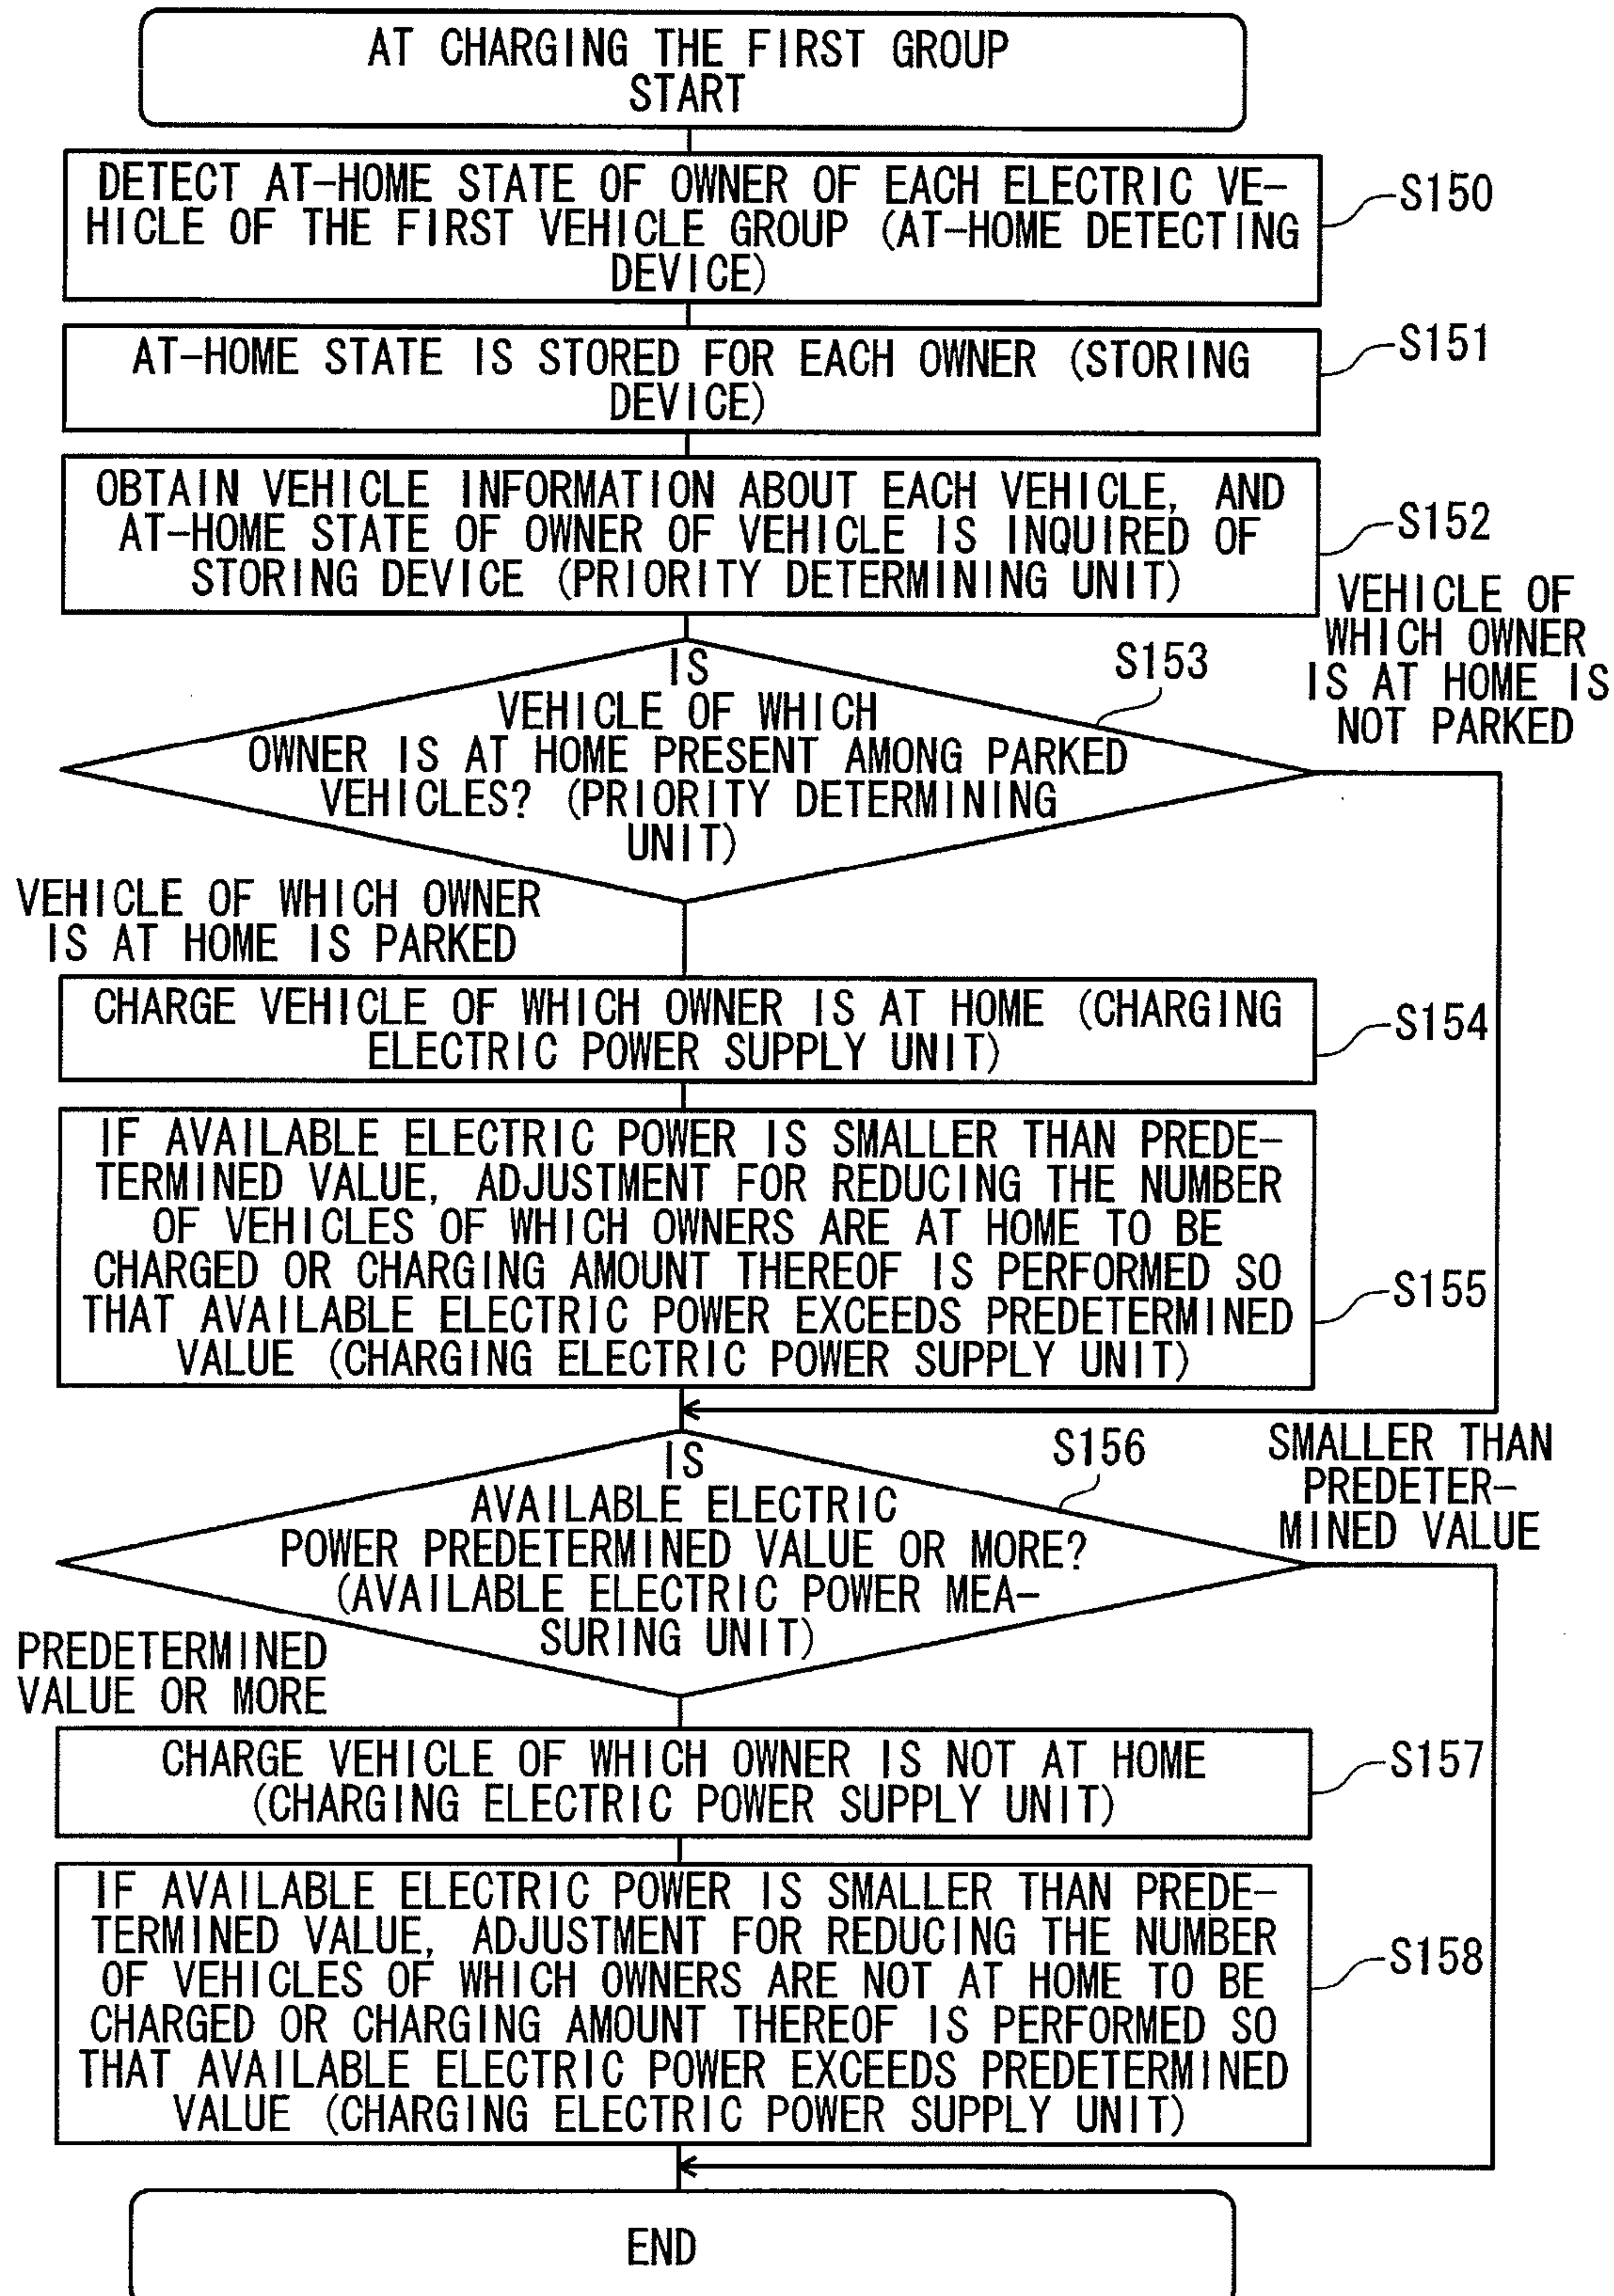 AT CHARGING THE FIRST GROUP
START
DETECT AT-HOME STATE OF OWNER OF EACH ELECTRIC VE-
HICLE OF THE FIRST VEHICLE GROUP (AT-HOME DETECTING
DEVICE)
S150
AT-HOME STATE IS STORED FOR EACH OWNER (STORING
DEVICE)
S151
OBTAIN VEHICLE INFORMATION ABOUT EACH VEHICLE, AND
AT-HOME STATE OF OWNER OF VEHICLE IS INQUIRED OF
STORING DEVICE (PRIORITY DETERMINING UNIT)
S152
IS
VEHICLE OF WHICH
OWNER IS AT HOME PRESENT AMONG PARKED
VEHICLES? (PRIORITY DETERMINING
UNIT)
S153
VEHICLE OF
WHICH OWNER
IS AT HOME IS
NOT PARKED
VEHICLE OF WHICH OWNER
IS AT HOME IS PARKED
CHARGE VEHICLE OF WHICH OWNER IS AT HOME (CHARGING
ELECTRIC POWER SUPPLY UNIT)
S154
IF AVAILABLE ELECTRIC POWER IS SMALLER THAN PREDE-
TERMINED VALUE, ADJUSTMENT FOR REDUCING THE NUMBER
OF VEHICLES OF WHICH OWNERS ARE AT HOME TO BE
CHARGED OR CHARGING AMOUNT THEREOF IS PERFORMED SO
THAT AVAILABLE ELECTRIC POWER EXCEEDS PREDETERMINED
VALUE (CHARGING ELECTRIC POWER SUPPLY UNIT)
S155
IS
AVAILABLE ELECTRIC
POWER PREDETERMINED VALUE OR MORE?
(AVAILABLE ELECTRIC POWER MEA-
SURING UNIT)
S156
SMALLER THAN
PREDETER-
MINED VALUE
PREDETERMINED
VALUE OR MORE
CHARGE VEHICLE OF WHICH OWNER IS NOT AT HOME
(CHARGING ELECTRIC POWER SUPPLY UNIT)
S157
IF AVAILABLE ELECTRIC POWER IS SMALLER THAN PREDE-
TERMINED VALUE, ADJUSTMENT FOR REDUCING THE NUMBER
OF VEHICLES OF WHICH OWNERS ARE NOT AT HOME TO BE
CHARGED OR CHARGING AMOUNT THEREOF IS PERFORMED SO
THAT AVAILABLE ELECTRIC POWER EXCEEDS PREDETERMINED
VALUE (CHARGING ELECTRIC POWER SUPPLY UNIT)
S158
END